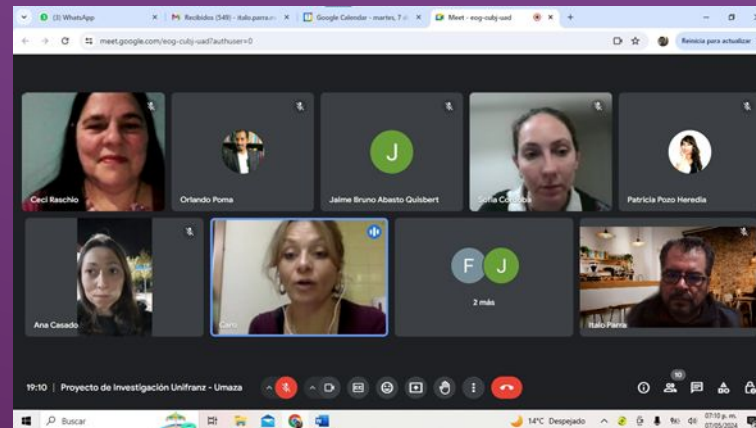 (3) WhatsApp
Recibidos (549) - italo.parra.m
Google Calendar - martes, 7 d
Meet - eog-cubj-uad
meet.google.com/eog-cubj-uad?authuser=0
Reinicia para actualizar
J
Ceci Raschio
Orlando Poma
Jaime Bruno Abasto Quisbert
Sofia Cordoba
Patricia Pozo Heredia
F J
2 más
Ana Casado
Caro
Italo Parra
10
19:10 | Proyecto de Investigación Unifranz - Umaza
Buscar
14°C Despejado
07:10 p. m.
07/05/2024